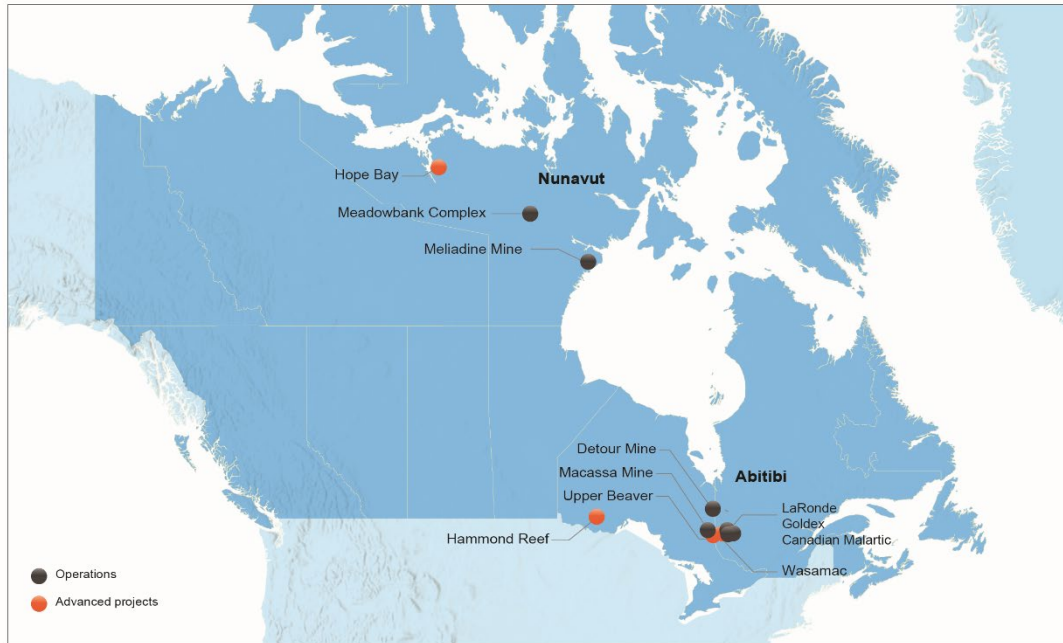 Hope Bay
Nunavut
Meadowbank Complex
Meliadine Mine
Detour Mine
Macassa Mine
Abitibi
Upper Beaver
LaRonde
Goldex
Canadian Malartic
Hammond Reef
Wasamac
Operations
Advanced projects